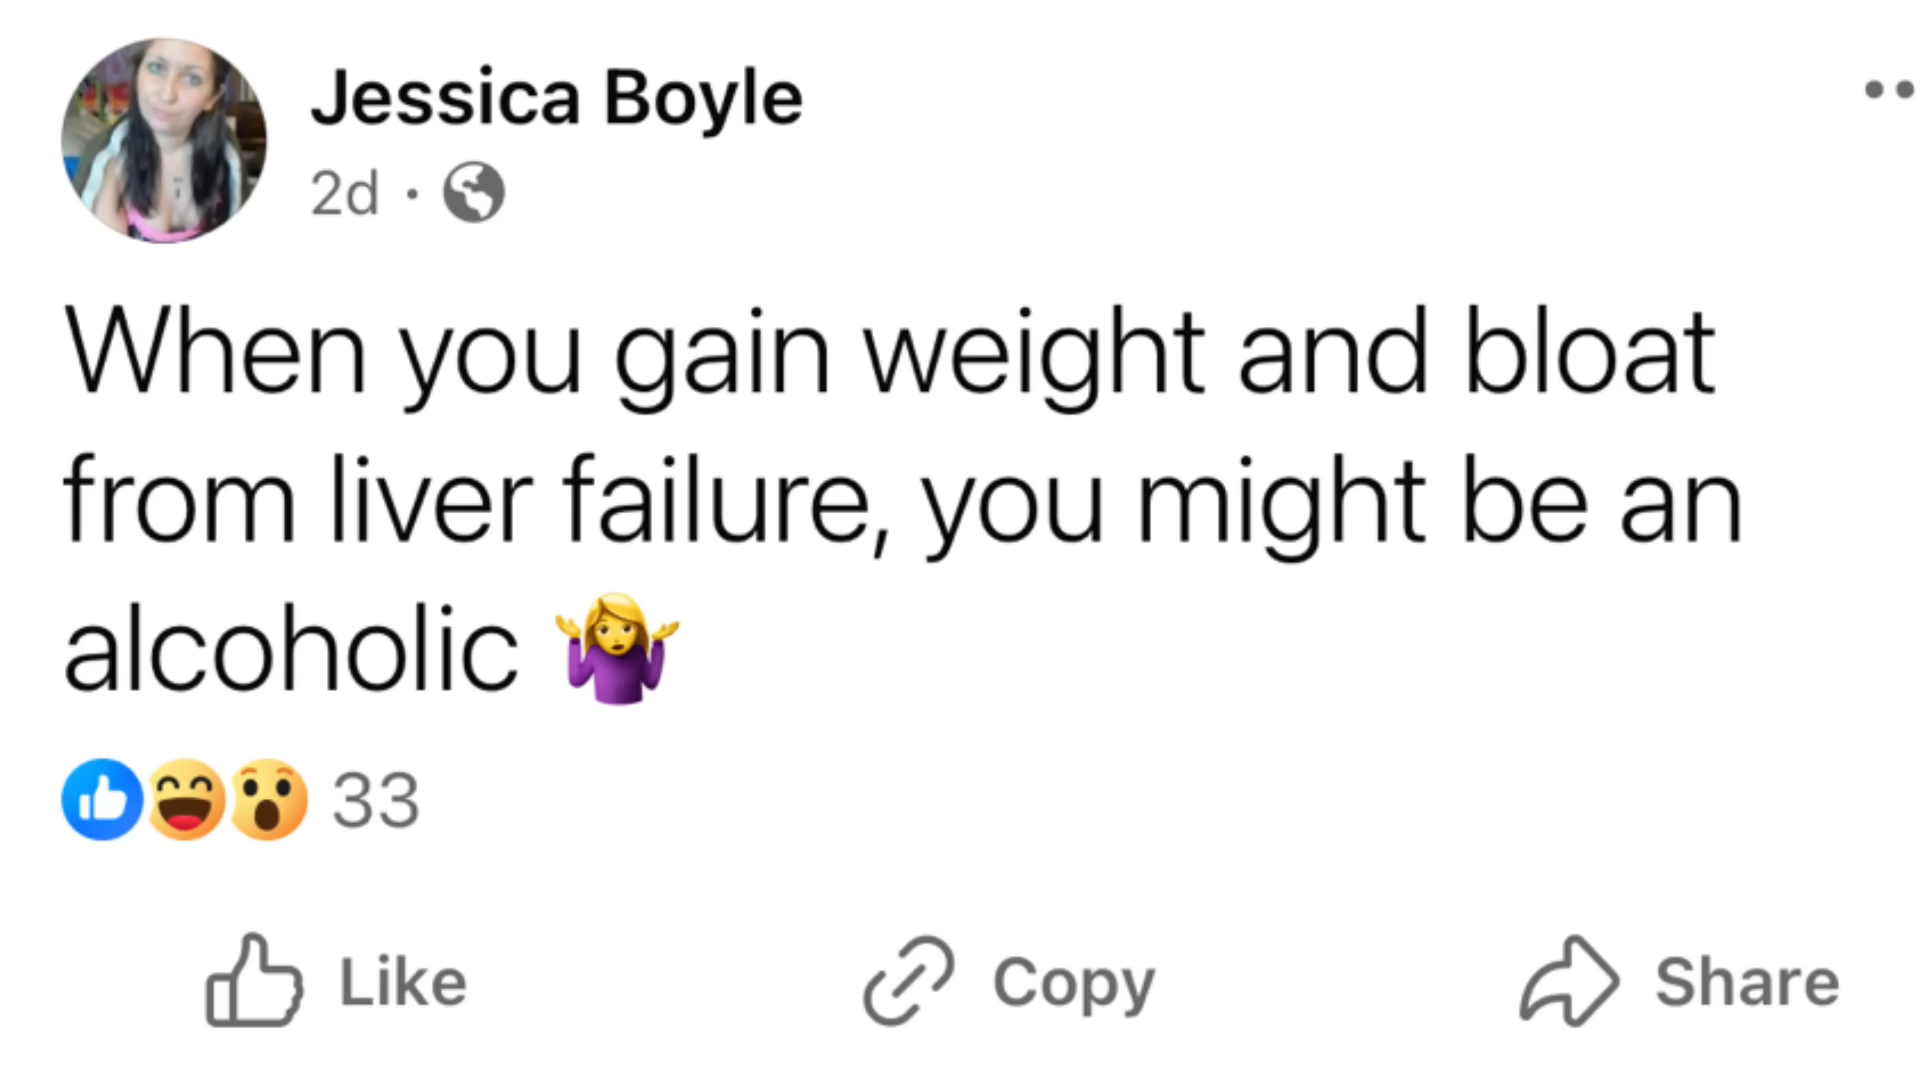 Jessica Boyle
2d ·
When you gain weight and bloat
from liver failure, you might be an
alcoholic 🤷‍♀️
33
Like
Copy
Share